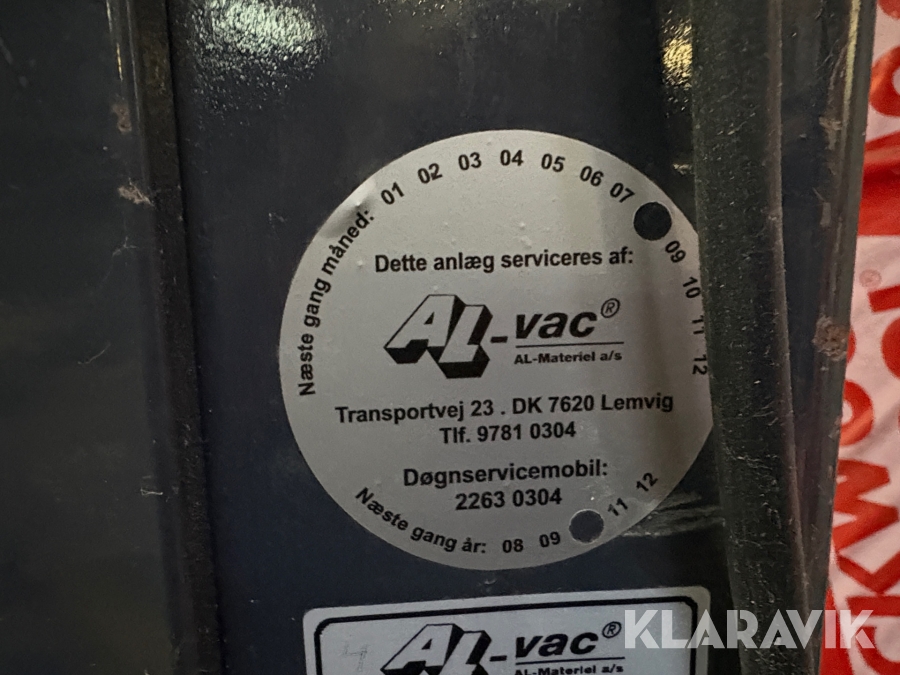 Næste gang måned: 01 02 03 04 05 06 07 09 10 11 12
Dette anlæg serviceres af:
AL-vac®
AL-Materiel a/s
Transportvej 23 . DK 7620 Lemvig
Tlf. 9781 0304
Døgnservicemobil:
2263 0304
Næste gang år: 08 09 11 12
AL-vac®
AL-Materiel a/s
KLARAVIK